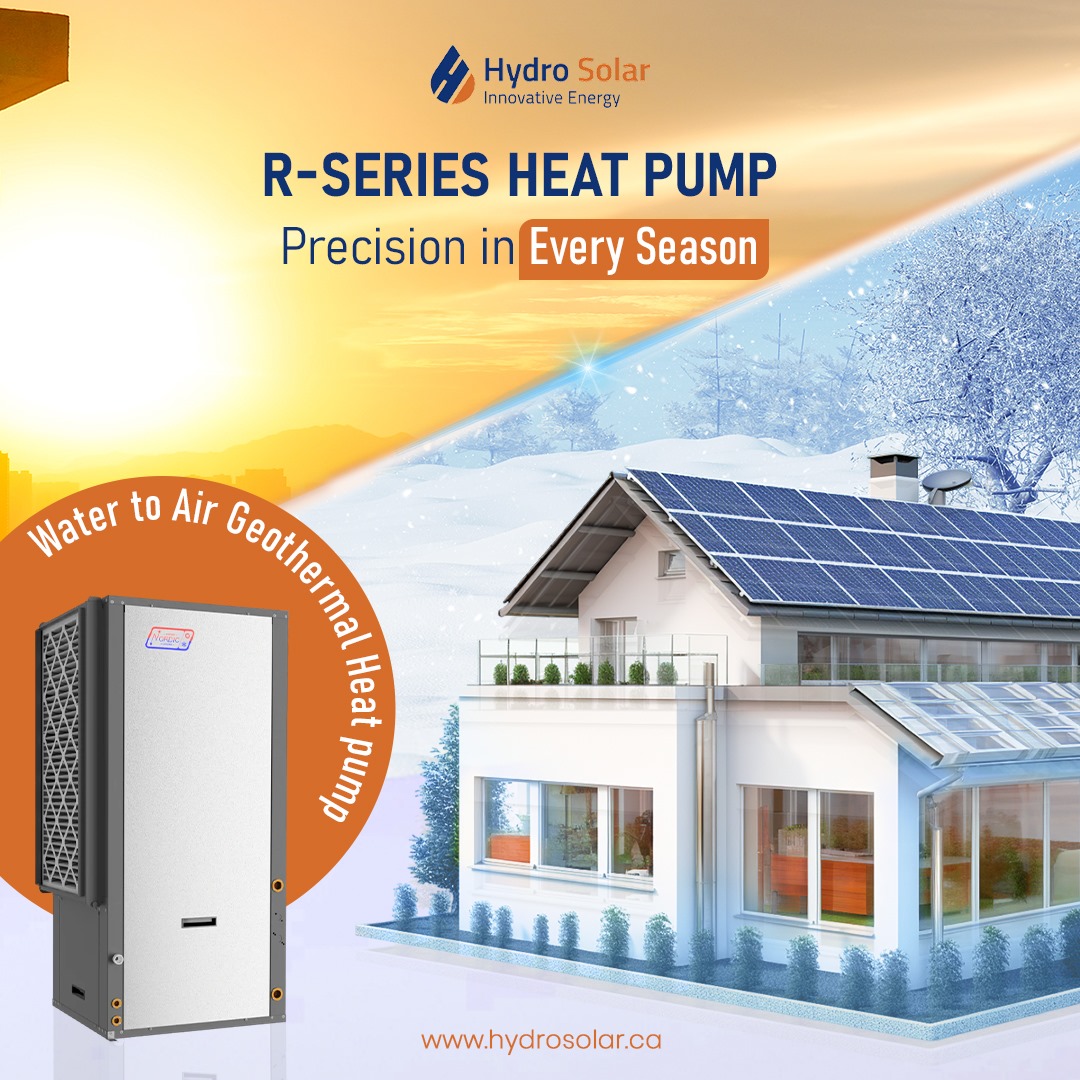 Hydro Solar
Innovative Energy
R-SERIES HEAT PUMP
Precision in Every Season
Water to Air Geothermal Heat pump
NORDIC
www.hydrosolar.ca